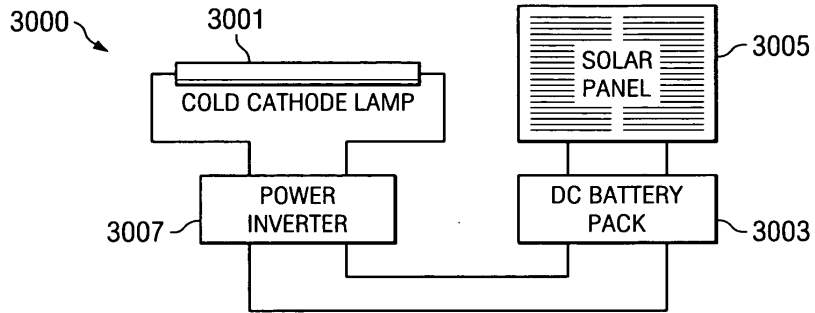 3000
3001
COLD CATHODE LAMP
SOLAR
PANEL
3005
POWER
INVERTER
3007
DC BATTERY
PACK
3003